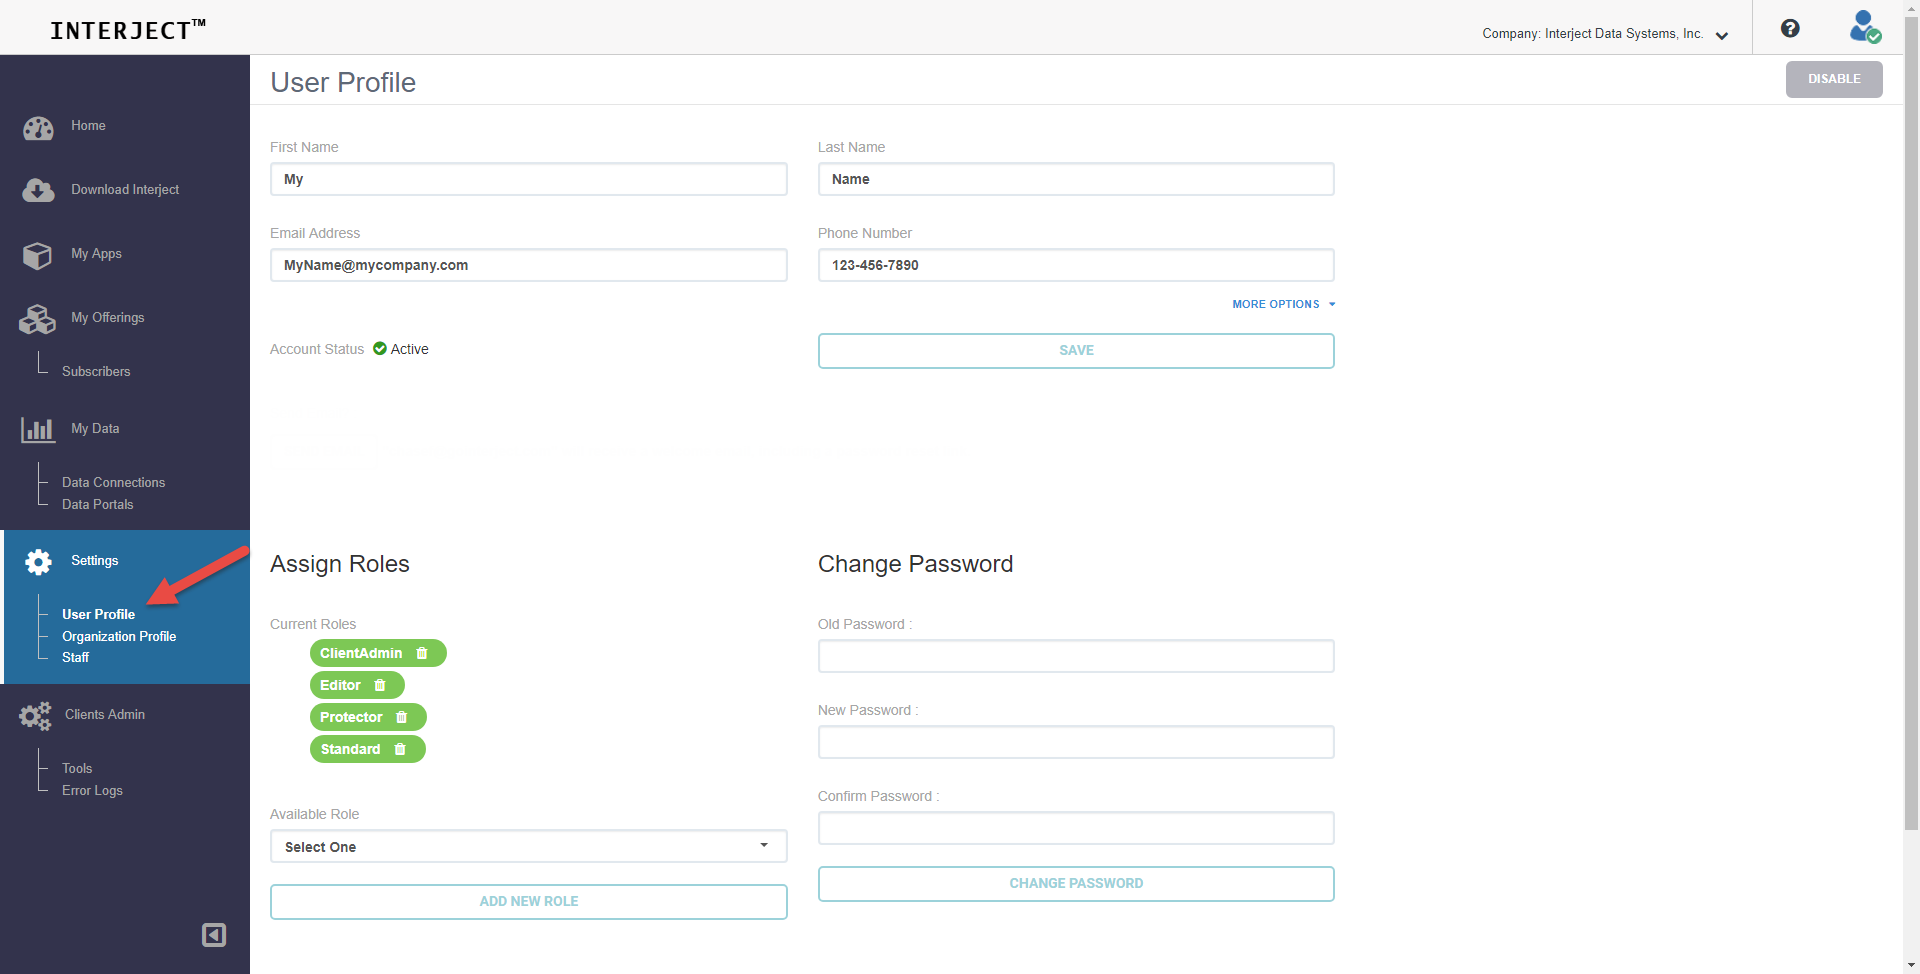 INTERJECT™
Company: Interject Data Systems, Inc.
User Profile
DISABLE
Home
Download Interject
My Apps
My Offerings
Subscribers
My Data
Data Connections
Data Portals
Settings
User Profile
Organization Profile
Staff
Clients Admin
Tools
Error Logs
First Name
My
Last Name
Name
Email Address
MyName@mycompany.com
Phone Number
123-456-7890
MORE OPTIONS
Account Status Active
SAVE
Assign Roles
Current Roles
ClientAdmin
Editor
Protector
Standard
Available Role
Select One
ADD NEW ROLE
Change Password
Old Password :
New Password :
Confirm Password :
CHANGE PASSWORD